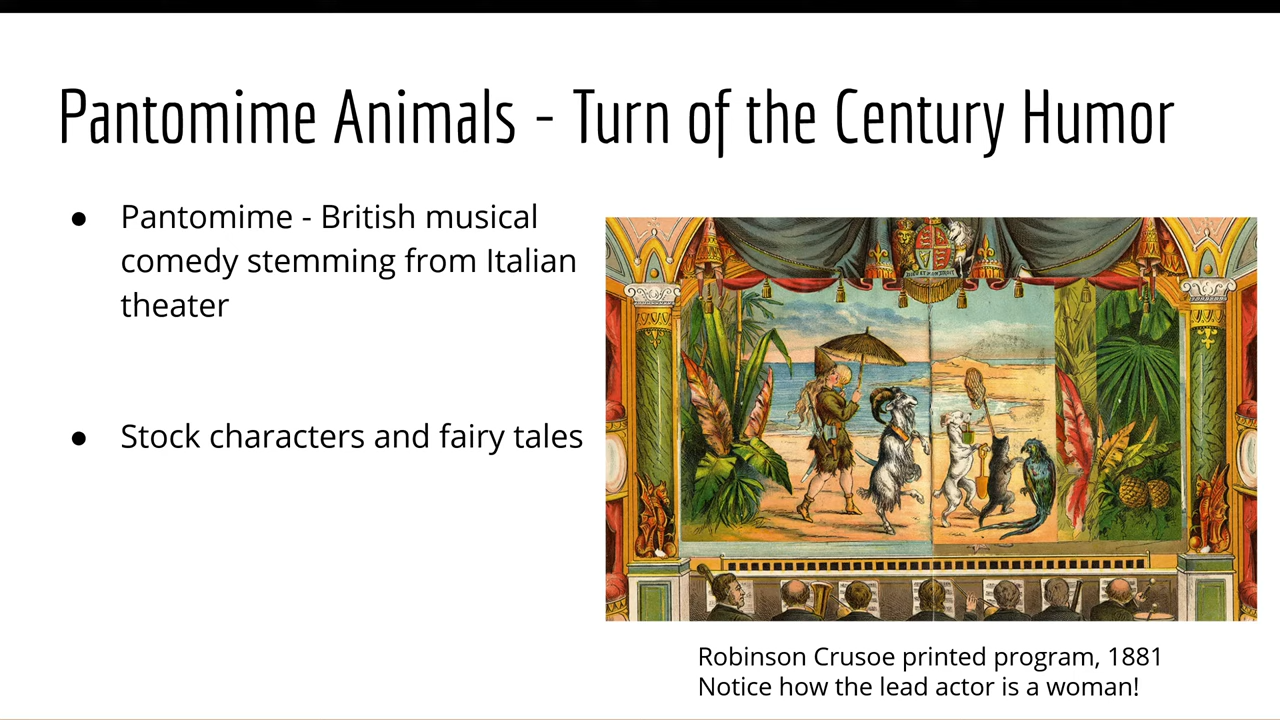 Pantomime Animals - Turn of the Century Humor
● Pantomime - British musical
comedy stemming from Italian
theater
● Stock characters and fairy tales
Robinson Crusoe printed program, 1881
Notice how the lead actor is a woman!